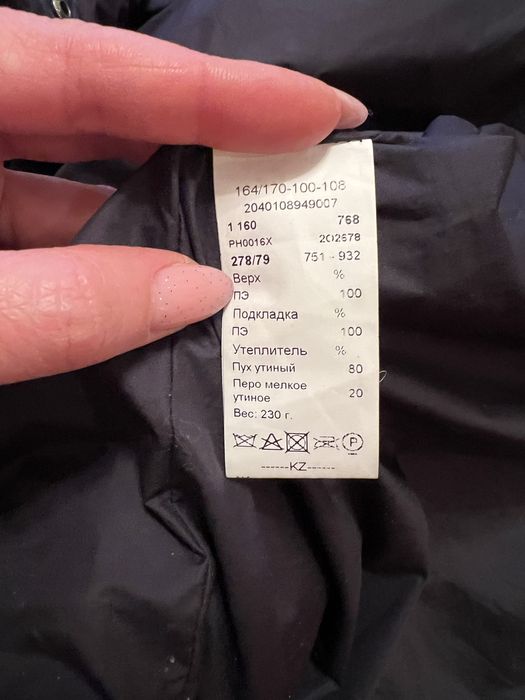 164/170-100-108
2040108949007
1 160 768
PH0016X 202678
278/79 751 - 932
Верх %
ПЭ 100
Подкладка %
ПЭ 100
Утеплитель %
Пух утиный 80
Перо мелкое
утиное 20
Вес: 230 г.
P
------KZ------